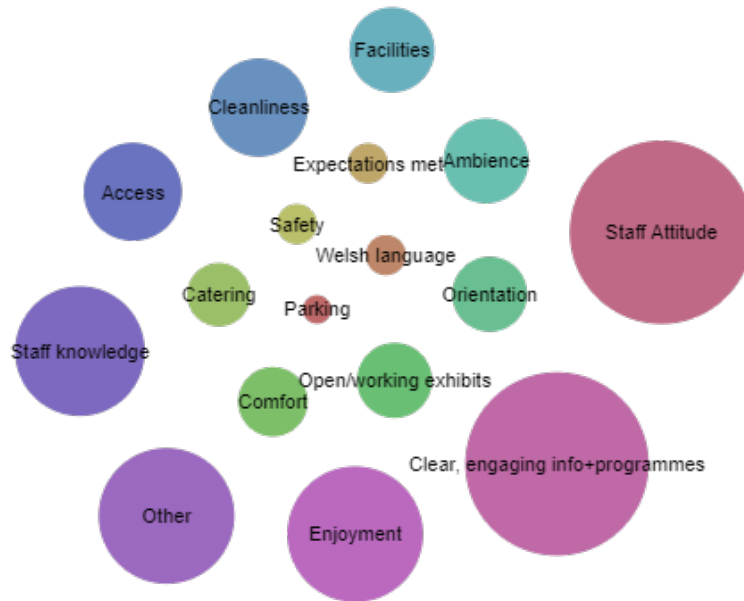 Facilities
Cleanliness
Expectations met
Ambience
Access
Safety
Staff Attitude
Welsh language
Catering
Orientation
Parking
Staff knowledge
Open/working exhibits
Comfort
Clear, engaging info+programmes
Other
Enjoyment